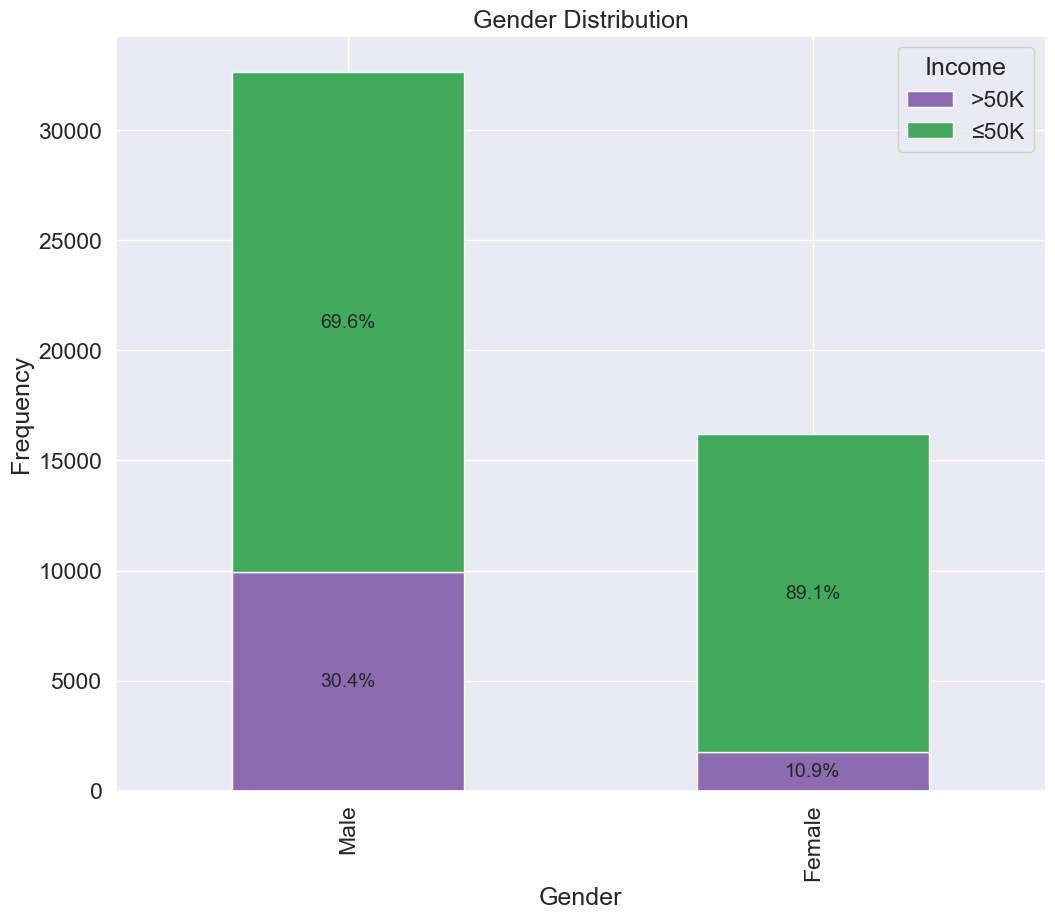 Gender Distribution
Income
>50K
≤50K
30000
25000
20000
15000
10000
5000
0
Frequency
69.6%
30.4%
89.1%
10.9%
Male
Female
Gender